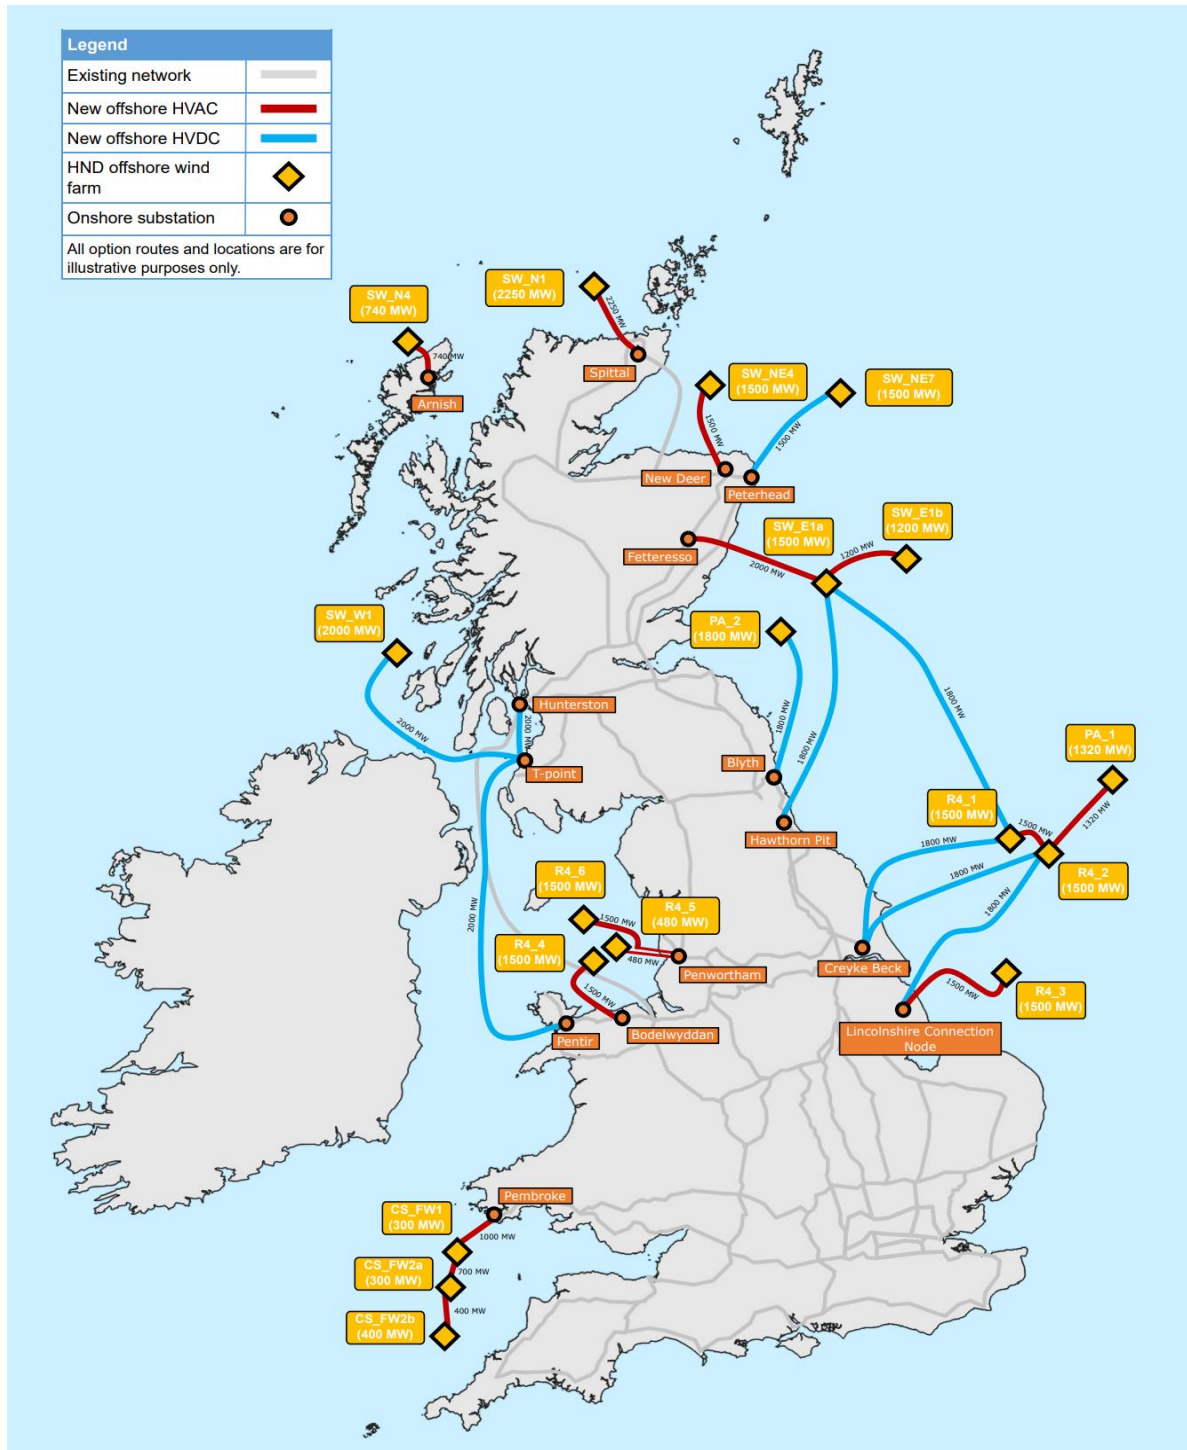 Legend
Existing network
New offshore HVAC
New offshore HVDC
HND offshore wind
farm
Onshore substation
All option routes and locations are for
illustrative purposes only.
SW_N1
(2250 MW)
2250 MW
SW_N4
(740 MW)
740 MW
Arnish
Spittal
SW_NE4
(1500 MW)
1500 MW
SW_NE7
(1500 MW)
1500 MW
New Deer
Peterhead
SW_E1a
(1500 MW)
SW_E1b
(1200 MW)
1200 MW
Fetteresso
2000 MW
SW_W1
(2000 MW)
2000 MW
PA_2
(1800 MW)
1800 MW
1800 MW
1800 MW
Hunterston
2000 MW
T-point
Blyth
Hawthorn Pit
PA_1
(1320 MW)
1320 MW
R4_1
(1500 MW)
1500 MW
R4_2
(1500 MW)
1800 MW
1800 MW
1800 MW
2000 MW
R4_6
(1500 MW)
1500 MW
R4_5
(480 MW)
480 MW
R4_4
(1500 MW)
1500 MW
Penwortham
Creyke Beck
1500 MW
R4_3
(1500 MW)
Lincolnshire Connection
Node
Pentir
Bodelwyddan
Pembroke
CS_FW1
(300 MW)
1000 MW
CS_FW2a
(300 MW)
700 MW
CS_FW2b
(400 MW)
400 MW